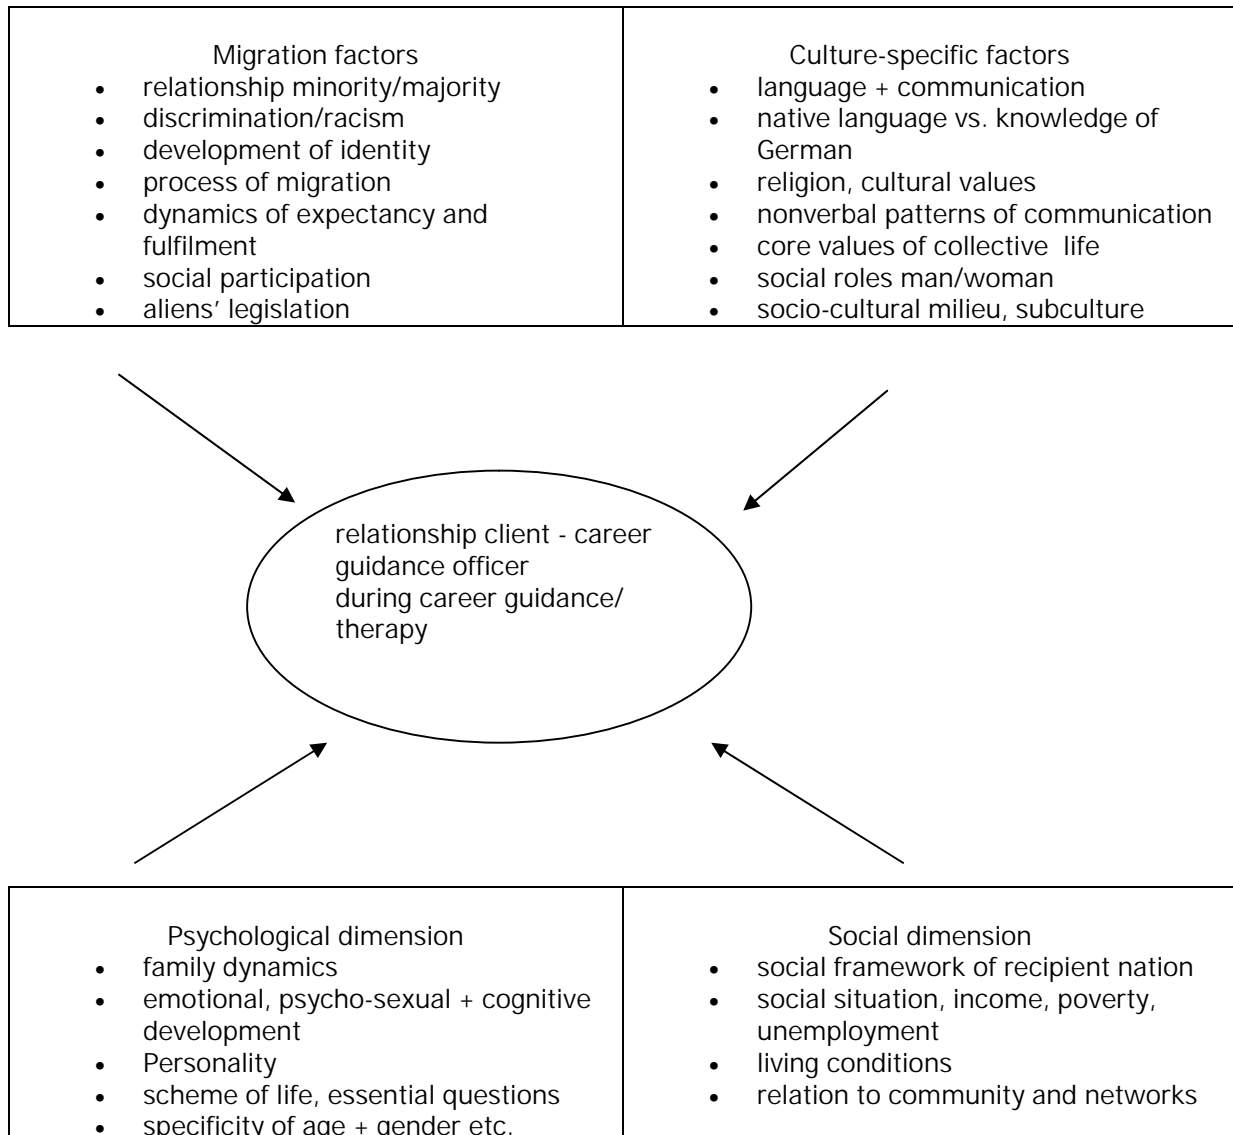 Migration factors
• relationship minority/majority
• discrimination/racism
• development of identity
• process of migration
• dynamics of expectancy and
fulfilment
• social participation
• aliens’ legislation
Culture-specific factors
• language + communication
• native language vs. knowledge of
German
• religion, cultural values
• nonverbal patterns of communication
• core values of collective life
• social roles man/woman
• socio-cultural milieu, subculture
relationship client - career
guidance officer
during career guidance/
therapy
Psychological dimension
• family dynamics
• emotional, psycho-sexual + cognitive
development
• Personality
• scheme of life, essential questions
• specificity of age + gender etc.
Social dimension
• social framework of recipient nation
• social situation, income, poverty,
unemployment
• living conditions
• relation to community and networks